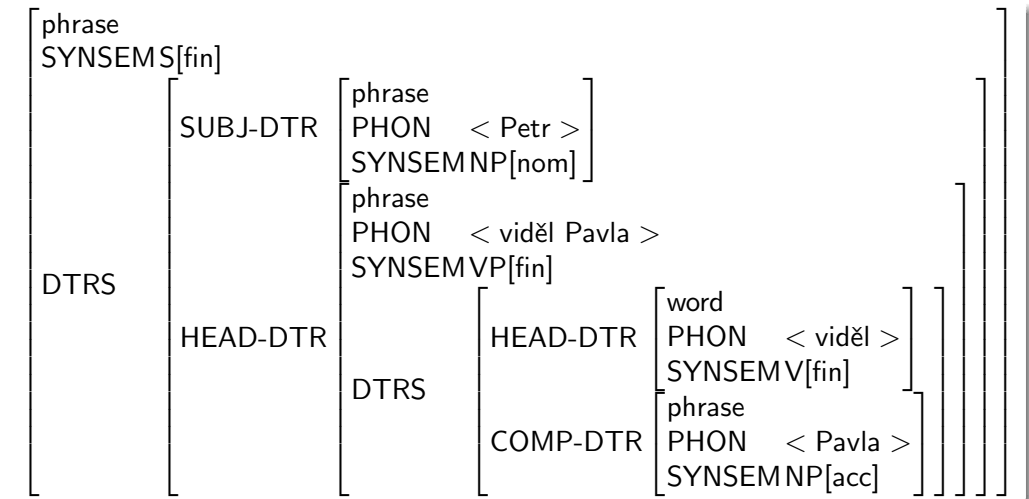 phrase
SYNSEM S[fin]
DTRS
SUBJ-DTR
phrase
PHON < Petr >
SYNSEM NP[nom]
HEAD-DTR
phrase
PHON < viděl Pavla >
SYNSEM VP[fin]
DTRS
HEAD-DTR
word
PHON < viděl >
SYNSEM V[fin]
COMP-DTR
phrase
PHON < Pavla >
SYNSEM NP[acc]